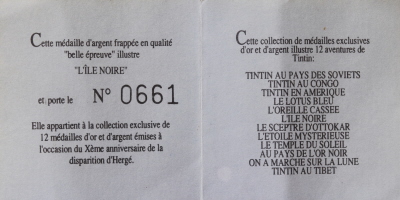 Cette médaille d'argent frappée en qualité
"belle épreuve" illustre
"L'ÎLE NOIRE"
et porte le N° 0661
Elle appartient à la collection exclusive de
12 médailles d'or et d'argent émises à
l'occasion du Xème anniversaire de la
disparition d'Hergé.
Cette collection de médailles exclusives
d'or et d'argent illustre 12 aventures de
Tintin:
TINTIN AU PAYS DES SOVIETS
TINTIN AU CONGO
TINTIN EN AMERIQUE
LE LOTUS BLEU
L'OREILLE CASSEE
L'ILE NOIRE
LE SCEPTRE D'OTTOKAR
L'ETOILE MYSTERIEUSE
LE TEMPLE DU SOLEIL
AU PAYS DE L'OR NOIR
ON A MARCHE SUR LA LUNE
TINTIN AU TIBET